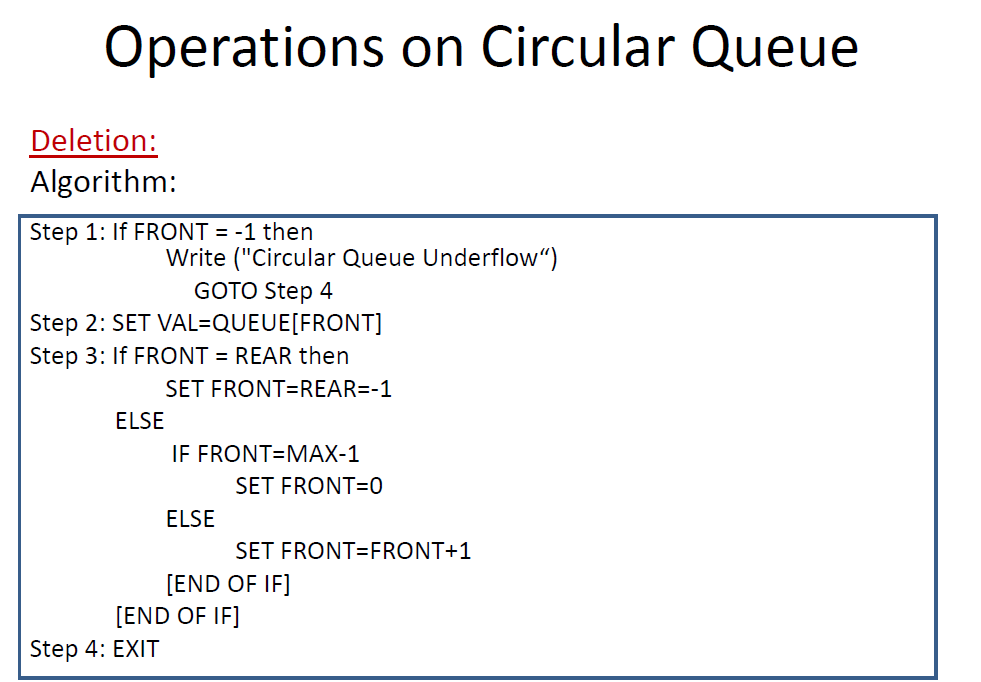 Operations on Circular Queue
Deletion:
Algorithm:
Step 1: If FRONT = -1 then
Write ("Circular Queue Underflow“)
GOTO Step 4
Step 2: SET VAL=QUEUE[FRONT]
Step 3: If FRONT = REAR then
SET FRONT=REAR=-1
ELSE
IF FRONT=MAX-1
SET FRONT=0
ELSE
SET FRONT=FRONT+1
[END OF IF]
[END OF IF]
Step 4: EXIT